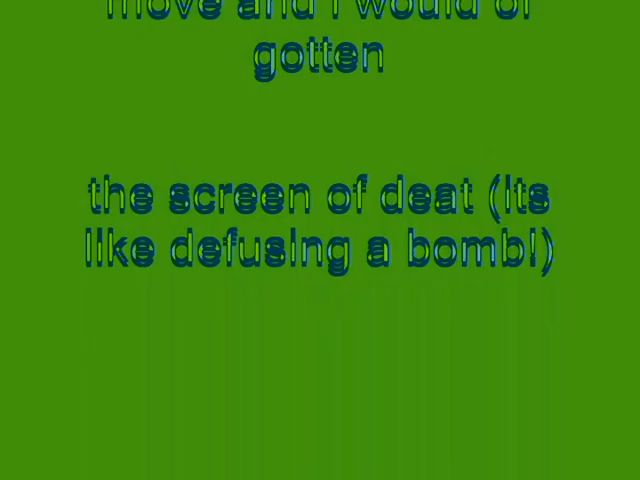 move and i would of
gotten
the screen of deat (its
like defusing a bomb!)